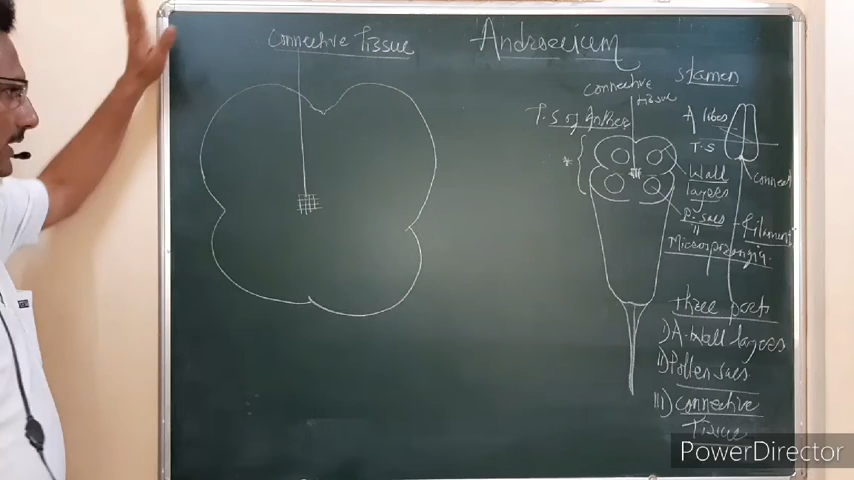 Connective Tissue
Androecium
Stamen
connective
tissue
T.S of Anther
A lobes
T.S
*
Wall
layers
connect
P. sacs
=
Filament
Microsporangia.
three parts
i) A. Wall layers
ii) Pollen sacs
III) Connective
Tissue
PowerDirector